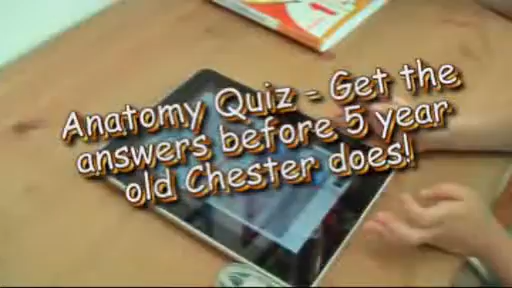 Anatomy Quiz - Get the
answers before 5 year
old Chester does!